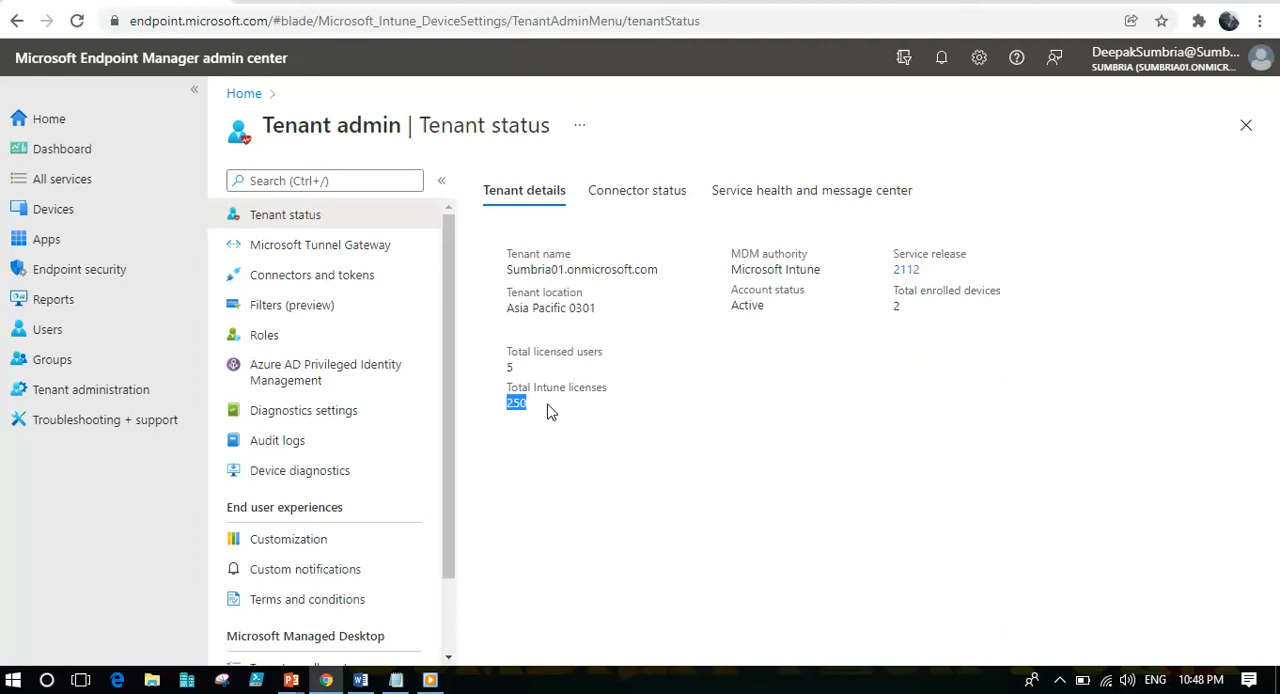 endpoint.microsoft.com/#blade/Microsoft_Intune_DeviceSettings/TenantAdminMenu/tenantStatus
Microsoft Endpoint Manager admin center
DeepakSumbria@Sumb...
SUMBRIA (SUMBRIA01.ONMICR...
Home
Dashboard
All services
Devices
Apps
Endpoint security
Reports
Users
Groups
Tenant administration
Troubleshooting + support
Home
Tenant admin | Tenant status
Search (Ctrl+/)
Tenant status
Microsoft Tunnel Gateway
Connectors and tokens
Filters (preview)
Roles
Azure AD Privileged Identity
Management
Diagnostics settings
Audit logs
Device diagnostics
End user experiences
Customization
Custom notifications
Terms and conditions
Microsoft Managed Desktop
Tenant details Connector status Service health and message center
Tenant name
Sumbria01.onmicrosoft.com
Tenant location
Asia Pacific 0301
MDM authority
Microsoft Intune
Account status
Active
Service release
2112
Total enrolled devices
2
Total licensed users
5
Total Intune licenses
250
ENG 10:48 PM